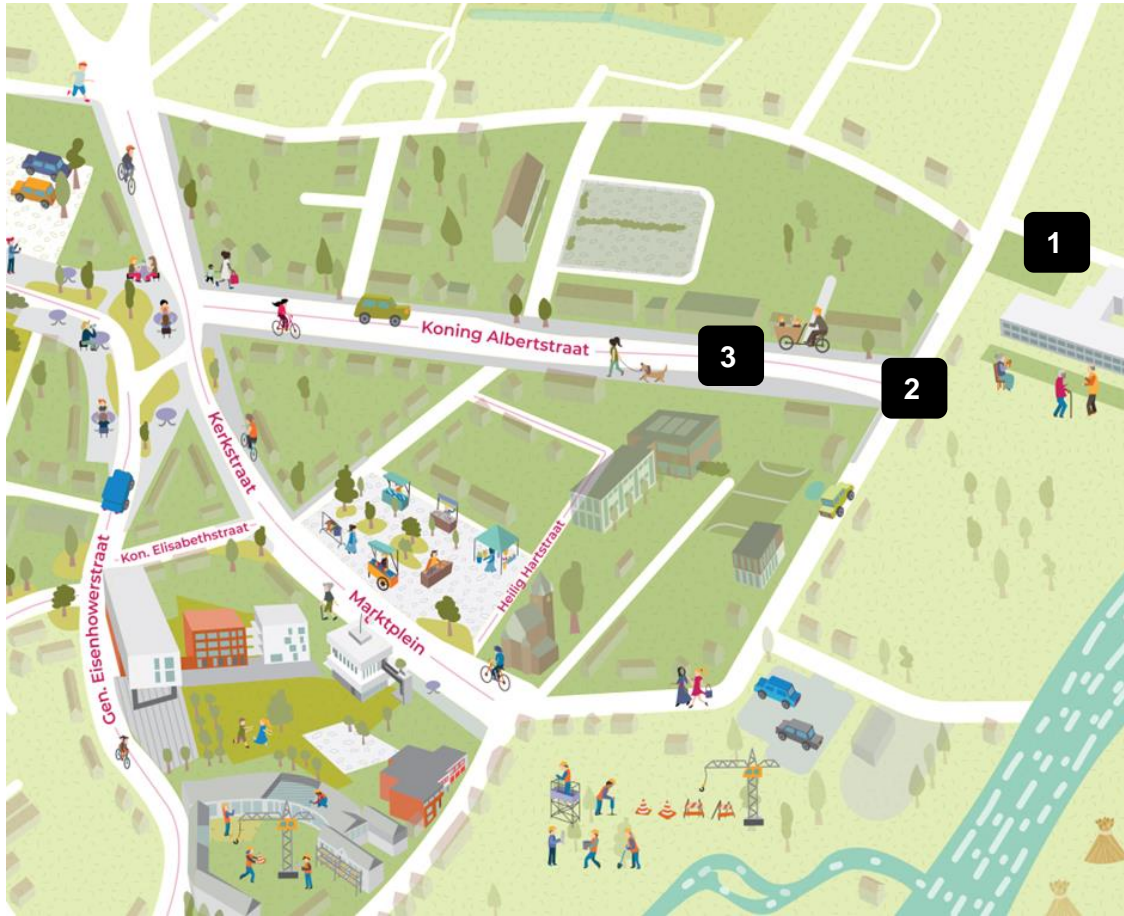 1
Koning Albertstraat
3
2
Kerkstraat
Kon. Elisabethstraat
Heilig Hartstraat
Gen. Eisenhowerstraat
Marktplein